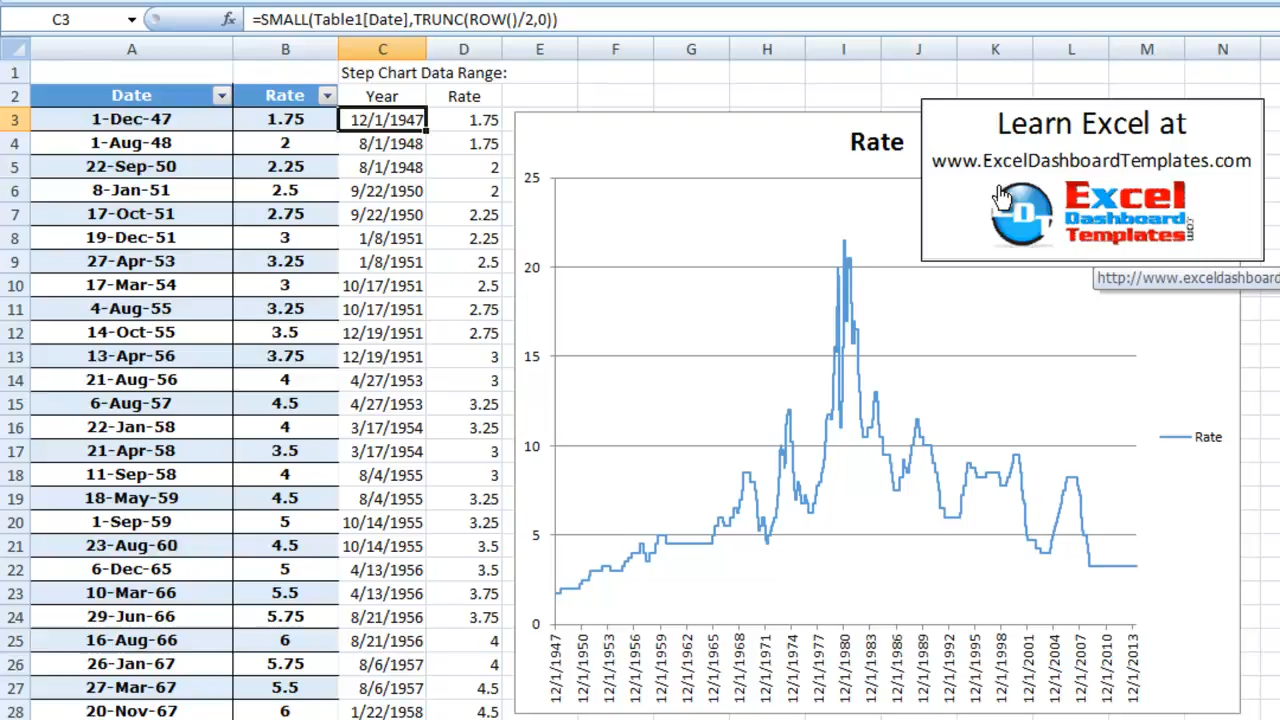 C3 fx =SMALL(Table1[Date],TRUNC(ROW()/2,0))
A B C D E F G H I J K L M N
1 Step Chart Data Range:
2 Date Rate Year Rate
3 1-Dec-47 1.75 12/1/1947 1.75
4 1-Aug-48 2 8/1/1948 1.75
5 22-Sep-50 2.25 8/1/1948 2
6 8-Jan-51 2.5 9/22/1950 2
7 17-Oct-51 2.75 9/22/1950 2.25
8 19-Dec-51 3 1/8/1951 2.25
9 27-Apr-53 3.25 1/8/1951 2.5
10 17-Mar-54 3 10/17/1951 2.5
11 4-Aug-55 3.25 10/17/1951 2.75
12 14-Oct-55 3.5 12/19/1951 2.75
13 13-Apr-56 3.75 12/19/1951 3
14 21-Aug-56 4 4/27/1953 3
15 6-Aug-57 4.5 4/27/1953 3.25
16 22-Jan-58 4 3/17/1954 3.25
17 21-Apr-58 3.5 3/17/1954 3
18 11-Sep-58 4 8/4/1955 3
19 18-May-59 4.5 8/4/1955 3.25
20 1-Sep-59 5 10/14/1955 3.25
21 23-Aug-60 4.5 10/14/1955 3.5
22 6-Dec-65 5 4/13/1956 3.5
23 10-Mar-66 5.5 4/13/1956 3.75
24 29-Jun-66 5.75 8/21/1956 3.75
25 16-Aug-66 6 8/21/1956 4
26 26-Jan-67 5.75 8/6/1957 4
27 27-Mar-67 5.5 8/6/1957 4.5
28 20-Nov-67 6 1/22/1958 4.5
Rate
25
20
15
10
5
0
12/1/1947 12/1/1950 12/1/1953 12/1/1956 12/1/1959 12/1/1962 12/1/1965 12/1/1968 12/1/1971 12/1/1974 12/1/1977 12/1/1980 12/1/1983 12/1/1986 12/1/1989 12/1/1992 12/1/1995 12/1/1998 12/1/2001 12/1/2004 12/1/2007 12/1/2010 12/1/2013
Rate
Learn Excel at
www.ExcelDashboardTemplates.com
D
Excel
Dashboard
Templates.com
http://www.exceldashboard